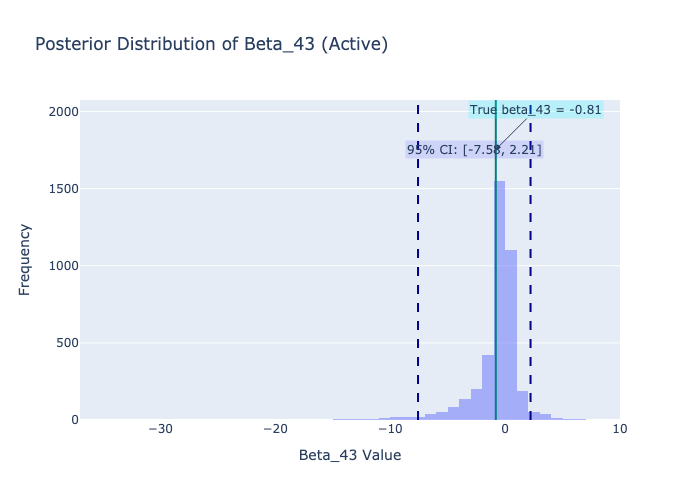 Posterior Distribution of Beta_43 (Active)
True beta_43 = -0.81
95% CI: [-7.58, 2.21]
2000
1500
1000
500
0
Frequency
−30
−20
−10
0
10
Beta_43 Value